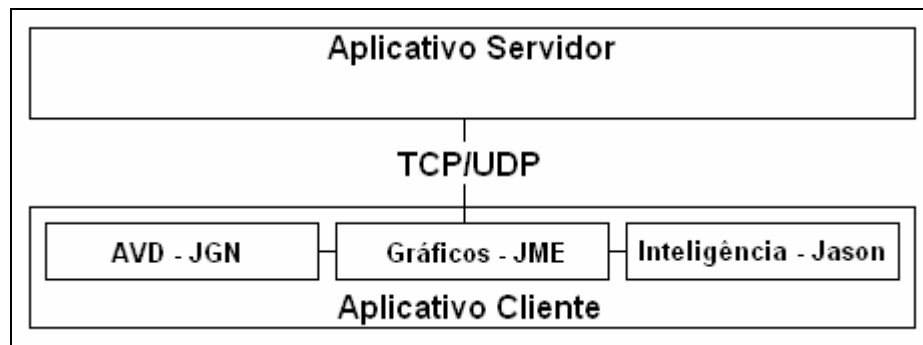 Aplicativo Servidor
TCP/UDP
AVD - JGN
Gráficos - JME
Inteligência - Jason
Aplicativo Cliente